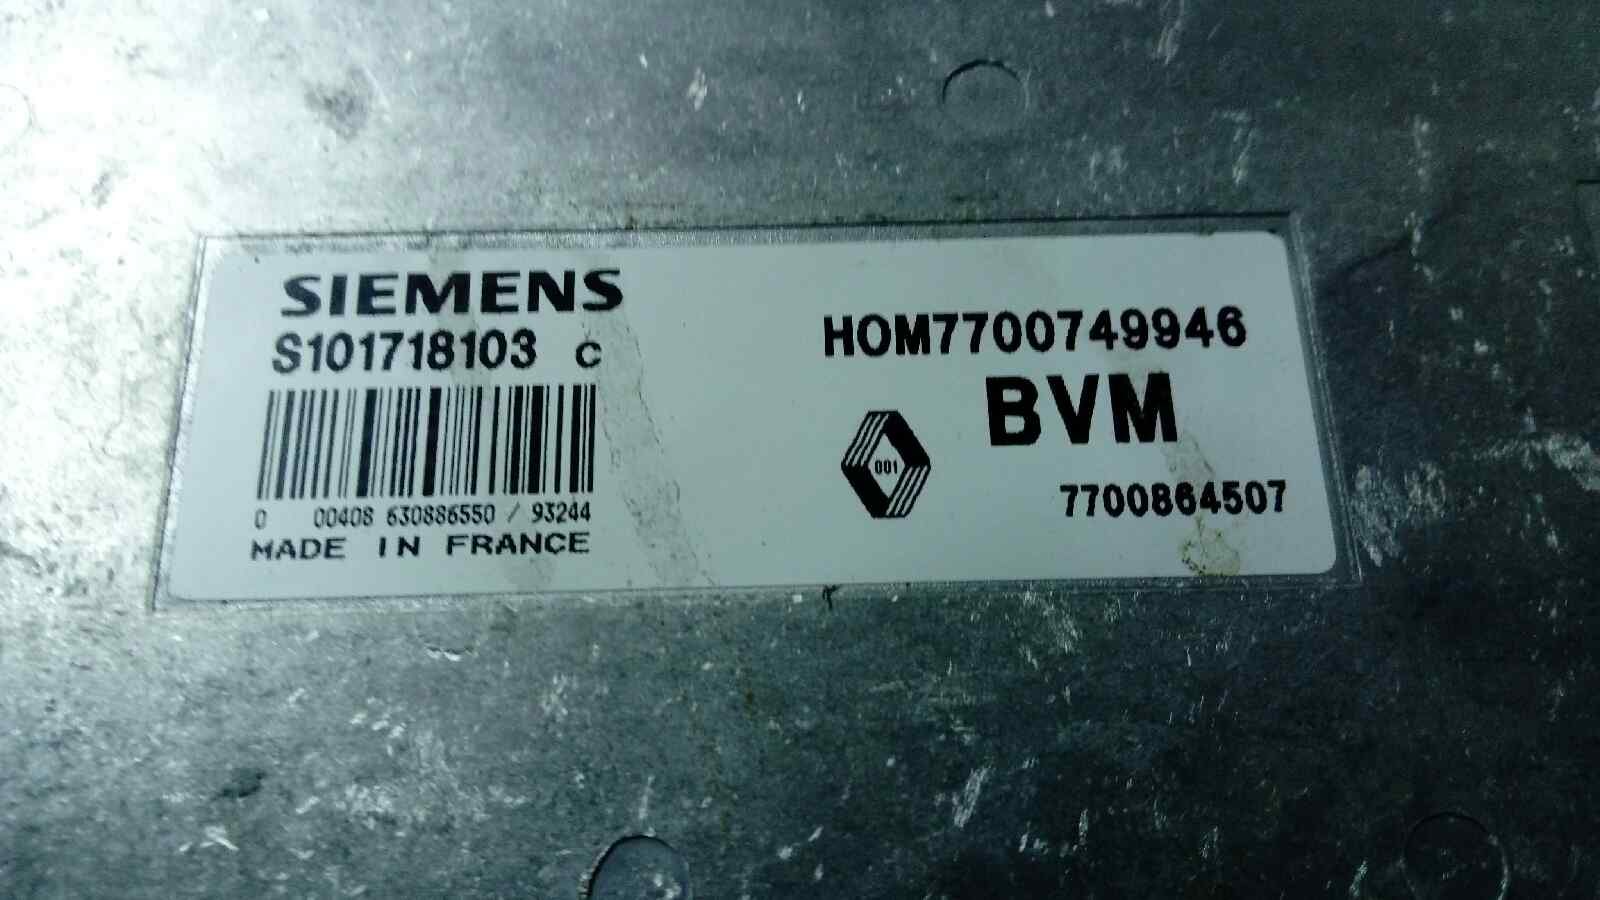 SIEMENS
S101718103 C
0 00408 630886550 / 93244
MADE IN FRANCE
HOM7700749946
BVM
001
7700864507